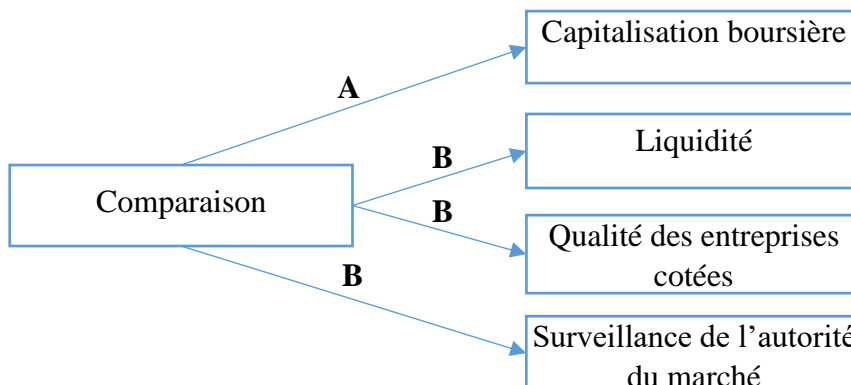 Capitalisation boursière
A
Liquidité
B
Comparaison
B
Qualité des entreprises
cotées
B
Surveillance de l'autorité
du marché